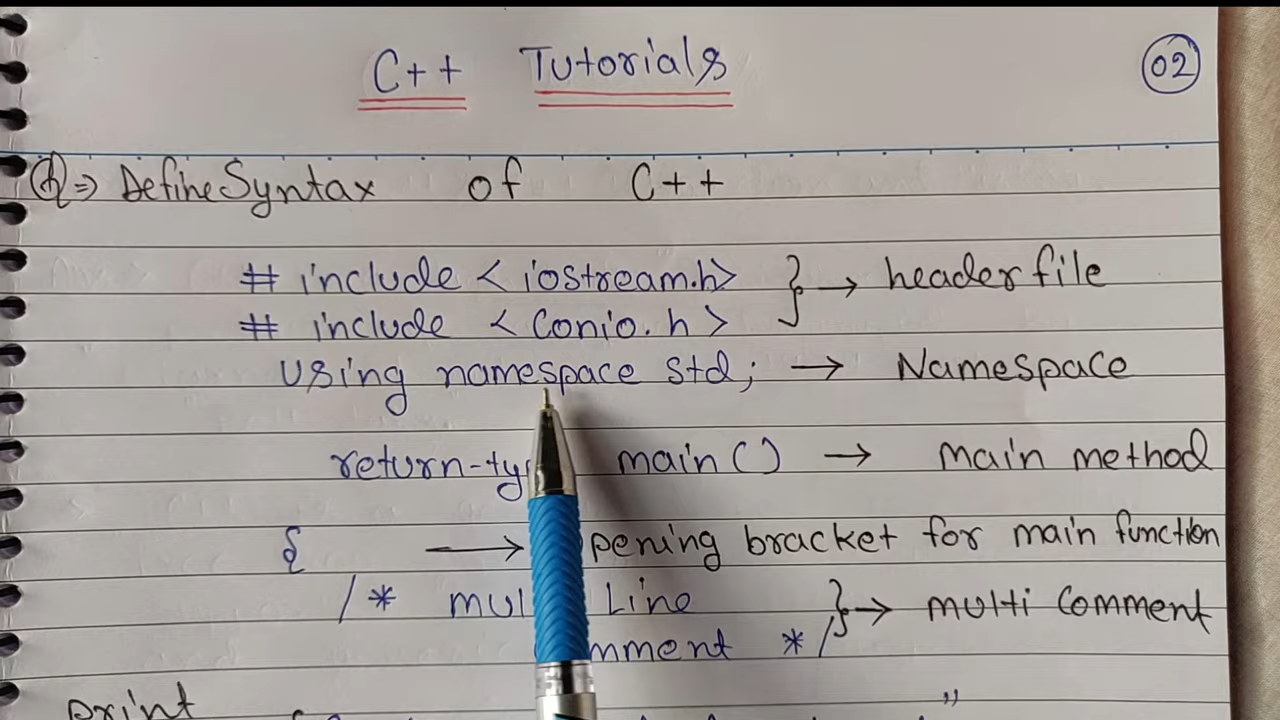 C++ Tutorials
02
Q⇒ Define Syntax of C++
# include < iostream.h> } → header file
# include < Conio.h >
Using namespace std; → Namespace
return-ty main() → main method
{ → pening bracket for main function
/* mul Line } → multi Comment
mment */
print
"